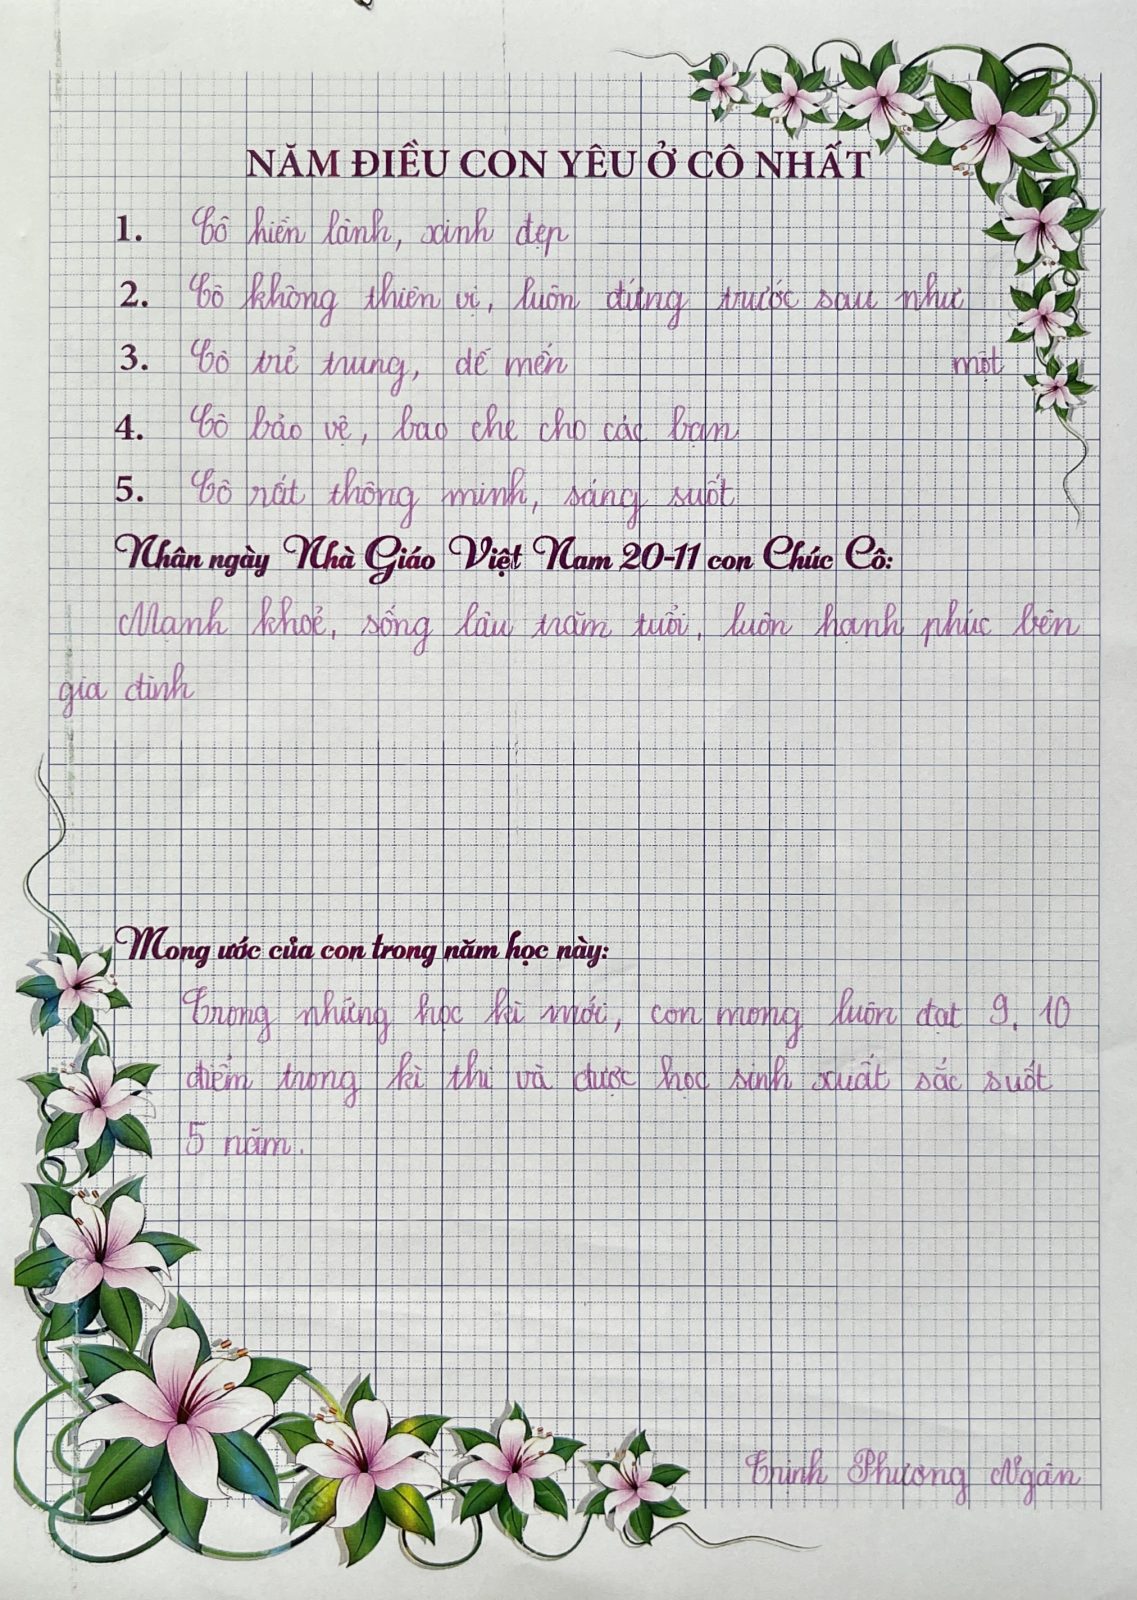 NĂM ĐIỀU CON YÊU Ở CÔ NHẤT
1. Cô hiền lành, xinh đẹp
2. Cô không thiên vị, luôn đứng trước sau như
3. Cô trẻ trung, dễ mến một
4. Cô bảo vệ, bao che cho các bạn
5. Cô rất thông minh, sáng suốt
Nhân ngày Nhà Giáo Việt Nam 20-11 con Chúc Cô:
Mạnh khoẻ, sống lâu trăm tuổi, luôn hạnh phúc bên
gia đình
Mong ước của con trong năm học này:
Trong những học kì mới, con mong luôn đạt 9, 10
điểm trong kì thi và được học sinh xuất sắc suốt
5 năm.
Trịnh Phương Ngân